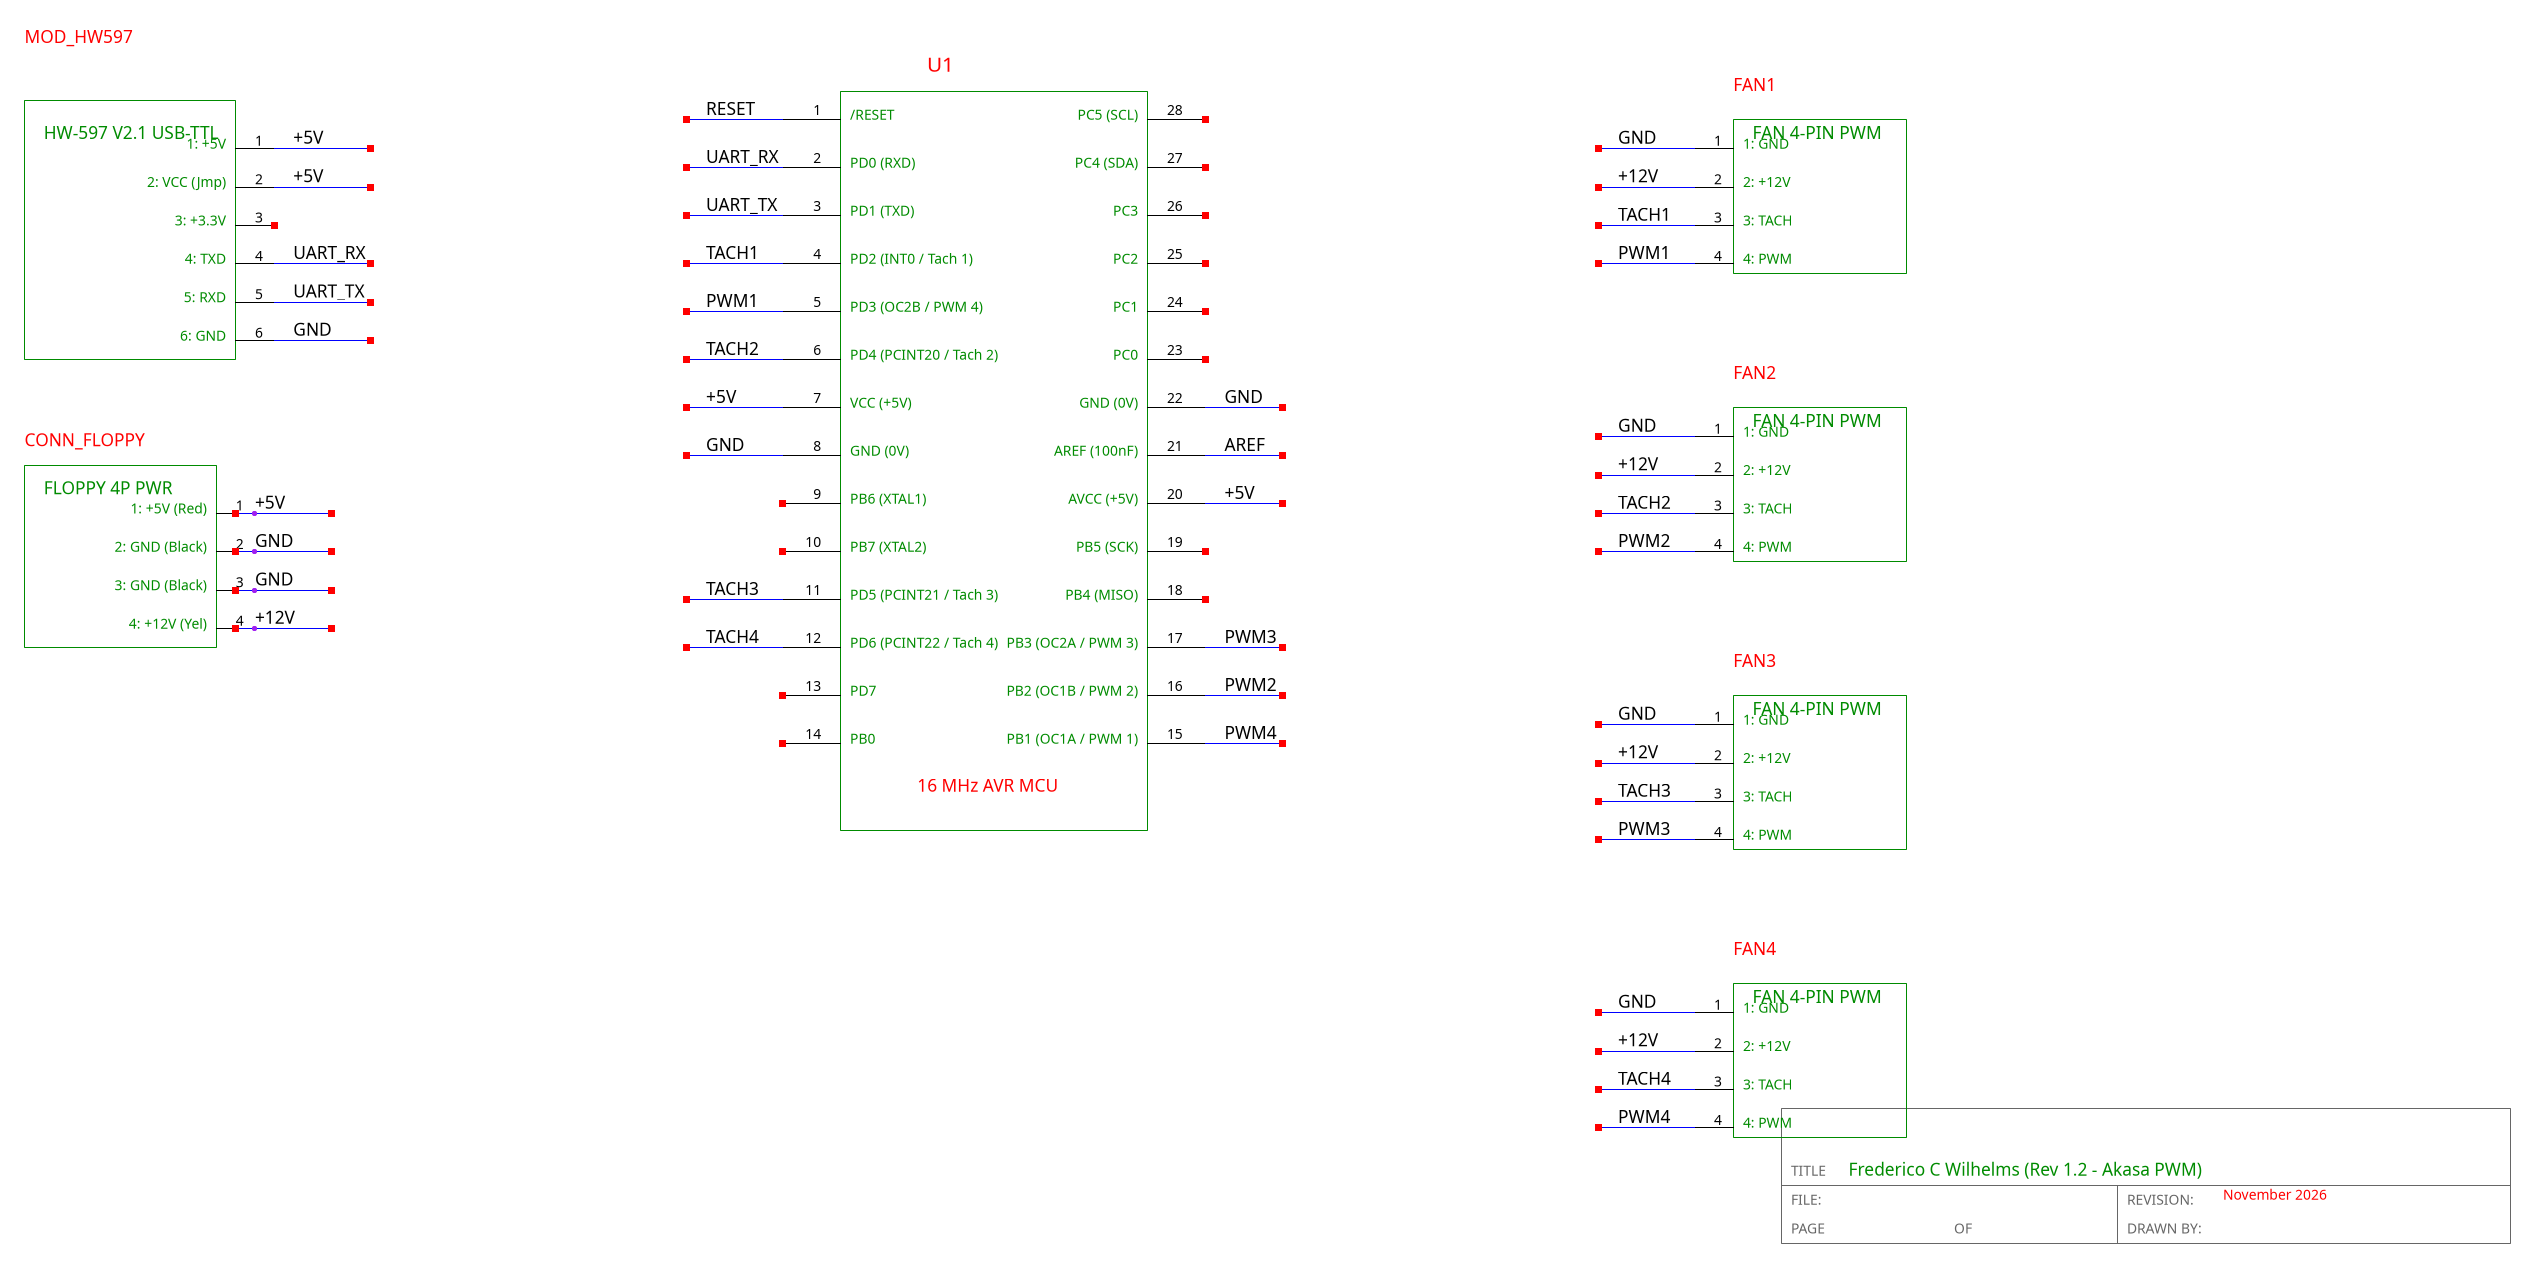 MOD_HW597
HW-597 V2.1 USB-TTL
1: +5V 1 +5V
2: VCC (Jmp) 2 +5V
3: +3.3V 3
4: TXD 4 UART_RX
5: RXD 5 UART_TX
6: GND 6 GND
CONN_FLOPPY
FLOPPY 4P PWR
1: +5V (Red) 1 +5V
2: GND (Black) 2 GND
3: GND (Black) 3 GND
4: +12V (Yel) 4 +12V
U1
RESET 1 /RESET PC5 (SCL) 28
UART_RX 2 PD0 (RXD) PC4 (SDA) 27
UART_TX 3 PD1 (TXD) PC3 26
TACH1 4 PD2 (INT0 / Tach 1) PC2 25
PWM1 5 PD3 (OC2B / PWM 4) PC1 24
TACH2 6 PD4 (PCINT20 / Tach 2) PC0 23
+5V 7 VCC (+5V) GND (0V) 22 GND
GND 8 GND (0V) AREF (100nF) 21 AREF
9 PB6 (XTAL1) AVCC (+5V) 20 +5V
10 PB7 (XTAL2) PB5 (SCK) 19
TACH3 11 PD5 (PCINT21 / Tach 3) PB4 (MISO) 18
TACH4 12 PD6 (PCINT22 / Tach 4) PB3 (OC2A / PWM 3) 17 PWM3
13 PD7 PB2 (OC1B / PWM 2) 16 PWM2
14 PB0 PB1 (OC1A / PWM 1) 15 PWM4
16 MHz AVR MCU
FAN1
FAN 4-PIN PWM
GND 1 1: GND
+12V 2 2: +12V
TACH1 3 3: TACH
PWM1 4 4: PWM
FAN2
FAN 4-PIN PWM
GND 1 1: GND
+12V 2 2: +12V
TACH2 3 3: TACH
PWM2 4 4: PWM
FAN3
FAN 4-PIN PWM
GND 1 1: GND
+12V 2 2: +12V
TACH3 3 3: TACH
PWM3 4 4: PWM
FAN4
FAN 4-PIN PWM
GND 1 1: GND
+12V 2 2: +12V
TACH4 3 3: TACH
PWM4 4 4: PWM
TITLE Frederico C Wilhelms (Rev 1.2 - Akasa PWM)
FILE: REVISION: November 2026
PAGE OF DRAWN BY: